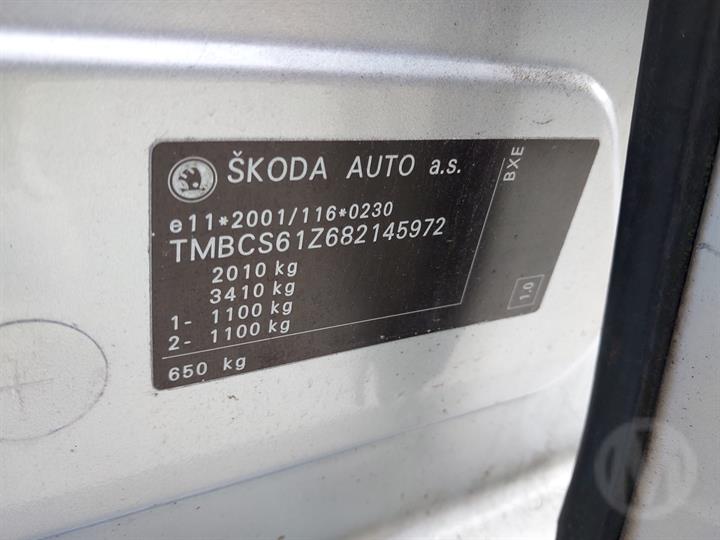 ŠKODA AUTO a.s.
BXE
e11*2001/116*0230
TMBCS61Z682145972
2010 kg
3410 kg
1- 1100 kg
2- 1100 kg
650 kg
1.0
M